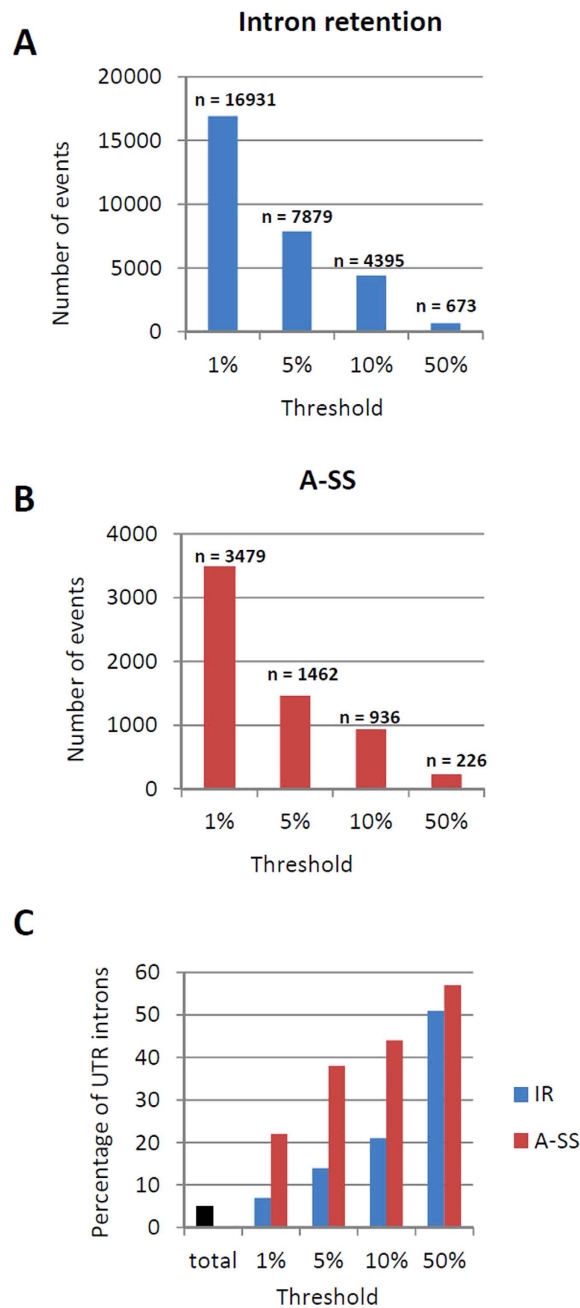 A
Intron retention
Number of events
20000
15000
10000
5000
0
n = 16931
n = 7879
n = 4395
n = 673
1% 5% 10% 50%
Threshold
B
A-SS
Number of events
4000
3000
2000
1000
0
n = 3479
n = 1462
n = 936
n = 226
1% 5% 10% 50%
Threshold
C
Percentage of UTR introns
60
50
40
30
20
10
0
total 1% 5% 10% 50%
Threshold
IR
A-SS